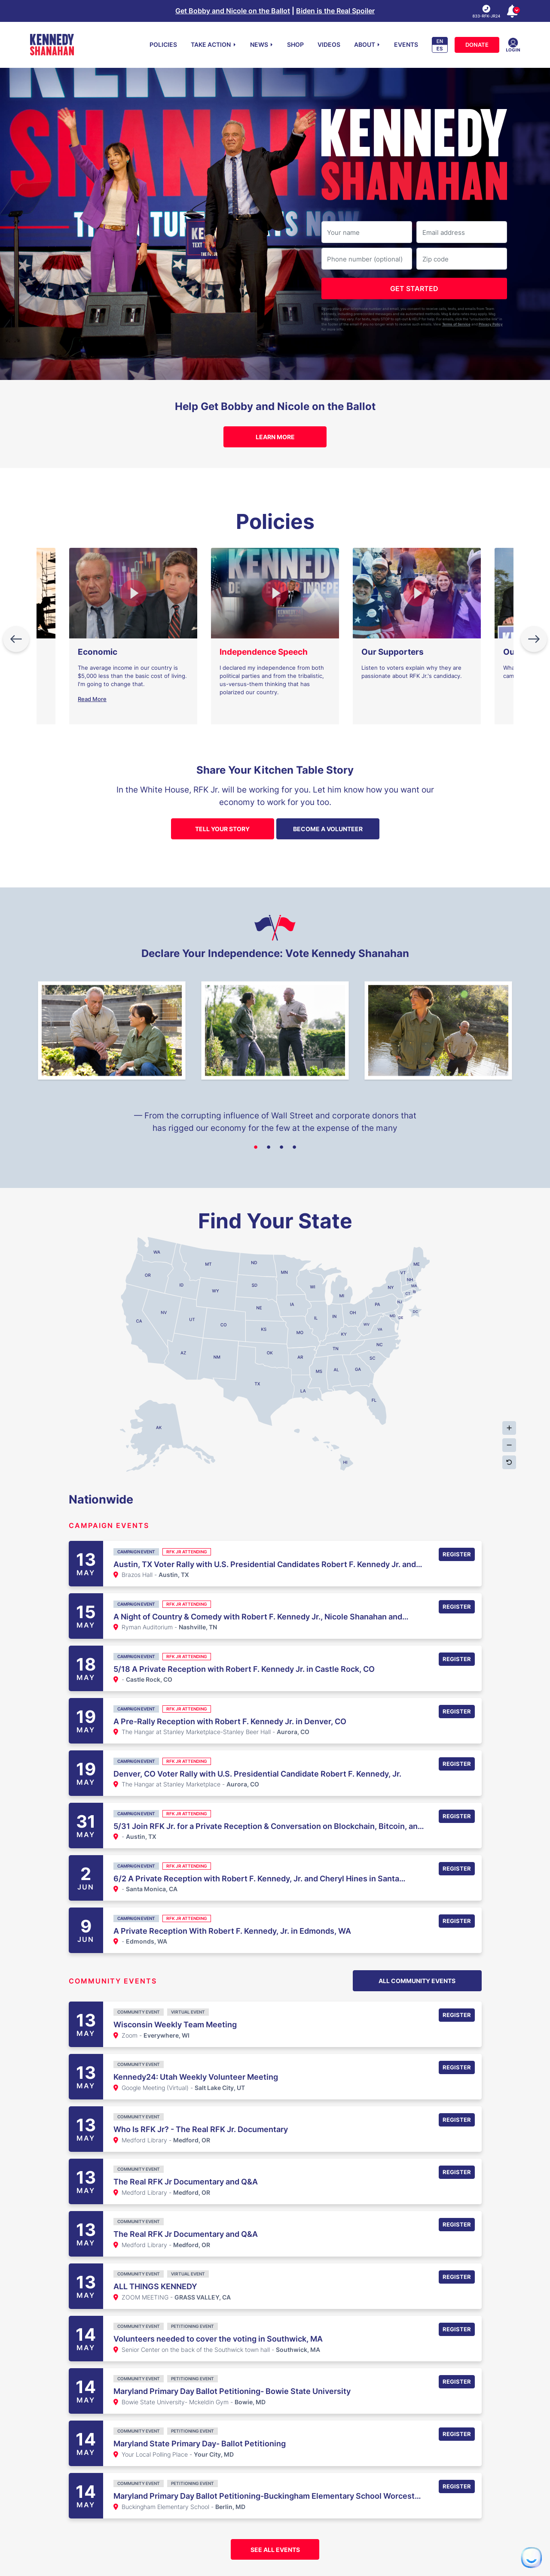 Get Bobby and Nicole on the Ballot | Biden is the Real Spoiler
833-RFK-JR24
KENNEDY
SHANAHAN
POLICIES
TAKE ACTION
NEWS
SHOP
VIDEOS
ABOUT
EVENTS
EN
ES
DONATE
LOGIN
KENNEDY
SHANAHAN
Your name
Email address
Phone number (optional)
Zip code
GET STARTED
Help Get Bobby and Nicole on the Ballot
LEARN MORE
Policies
Economic
The average income in our country is
$5,000 less than the basic cost of living.
I'm going to change that.
Read More
Independence Speech
I declared my independence from both
political parties and from the tribalistic,
us-versus-them thinking that has
polarized our country.
Our Supporters
Listen to voters explain why they are
passionate about RFK Jr.'s candidacy.
Share Your Kitchen Table Story
In the White House, RFK Jr. will be working for you. Let him know how you want our
economy to work for you too.
TELL YOUR STORY
BECOME A VOLUNTEER
Declare Your Independence: Vote Kennedy Shanahan
— From the corrupting influence of Wall Street and corporate donors that
has rigged our economy for the few at the expense of the many
Find Your State
WA
MT
ND
MN
ME
VT
NH
OR
ID
WY
SD
WI
MI
NY
MA
CT
NJ
NV
UT
CO
NE
IA
IL
IN
OH
PA
MD
DE
DC
CA
KS
MO
KY
WV
VA
AZ
NM
OK
AR
TN
NC
SC
TX
LA
MS
AL
GA
FL
AK
HI
Nationwide
CAMPAIGN EVENTS
13
MAY
CAMPAIGN EVENT
RFK JR ATTENDING
Austin, TX Voter Rally with U.S. Presidential Candidates Robert F. Kennedy Jr. and...
Brazos Hall - Austin, TX
REGISTER
15
MAY
CAMPAIGN EVENT
RFK JR ATTENDING
A Night of Country & Comedy with Robert F. Kennedy Jr., Nicole Shanahan and...
Ryman Auditorium - Nashville, TN
REGISTER
18
MAY
CAMPAIGN EVENT
RFK JR ATTENDING
5/18 A Private Reception with Robert F. Kennedy Jr. in Castle Rock, CO
- Castle Rock, CO
REGISTER
19
MAY
CAMPAIGN EVENT
RFK JR ATTENDING
A Pre-Rally Reception with Robert F. Kennedy Jr. in Denver, CO
The Hangar at Stanley Marketplace-Stanley Beer Hall - Aurora, CO
REGISTER
19
MAY
CAMPAIGN EVENT
RFK JR ATTENDING
Denver, CO Voter Rally with U.S. Presidential Candidate Robert F. Kennedy, Jr.
The Hangar at Stanley Marketplace - Aurora, CO
REGISTER
31
MAY
CAMPAIGN EVENT
RFK JR ATTENDING
5/31 Join RFK Jr. for a Private Reception & Conversation on Blockchain, Bitcoin, an...
- Austin, TX
REGISTER
2
JUN
CAMPAIGN EVENT
RFK JR ATTENDING
6/2 A Private Reception with Robert F. Kennedy, Jr. and Cheryl Hines in Santa...
- Santa Monica, CA
REGISTER
9
JUN
CAMPAIGN EVENT
RFK JR ATTENDING
A Private Reception With Robert F. Kennedy, Jr. in Edmonds, WA
- Edmonds, WA
REGISTER
COMMUNITY EVENTS
ALL COMMUNITY EVENTS
13
MAY
COMMUNITY EVENT
VIRTUAL EVENT
Wisconsin Weekly Team Meeting
Zoom - Everywhere, WI
REGISTER
13
MAY
COMMUNITY EVENT
Kennedy24: Utah Weekly Volunteer Meeting
Google Meeting (Virtual) - Salt Lake City, UT
REGISTER
13
MAY
COMMUNITY EVENT
Who Is RFK Jr? - The Real RFK Jr. Documentary
Medford Library - Medford, OR
REGISTER
13
MAY
COMMUNITY EVENT
The Real RFK Jr Documentary and Q&A
Medford Library - Medford, OR
REGISTER
13
MAY
COMMUNITY EVENT
The Real RFK Jr Documentary and Q&A
Medford Library - Medford, OR
REGISTER
13
MAY
COMMUNITY EVENT
VIRTUAL EVENT
ALL THINGS KENNEDY
ZOOM MEETING - GRASS VALLEY, CA
REGISTER
14
MAY
COMMUNITY EVENT
PETITIONING EVENT
Volunteers needed to cover the voting in Southwick, MA
Senior Center on the back of the Southwick town hall - Southwick, MA
REGISTER
14
MAY
COMMUNITY EVENT
PETITIONING EVENT
Maryland Primary Day Ballot Petitioning- Bowie State University
Bowie State University- Mckeldin Gym - Bowie, MD
REGISTER
14
MAY
COMMUNITY EVENT
PETITIONING EVENT
Maryland State Primary Day- Ballot Petitioning
Your Local Polling Place - Your City, MD
REGISTER
14
MAY
COMMUNITY EVENT
PETITIONING EVENT
Maryland Primary Day Ballot Petitioning-Buckingham Elementary School Worcest...
Buckingham Elementary School - Berlin, MD
REGISTER
SEE ALL EVENTS